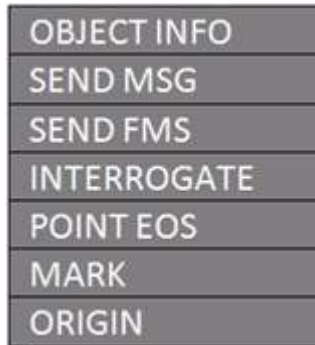 OBJECT INFO
SEND MSG
SEND FMS
INTERROGATE
POINT EOS
MARK
ORIGIN